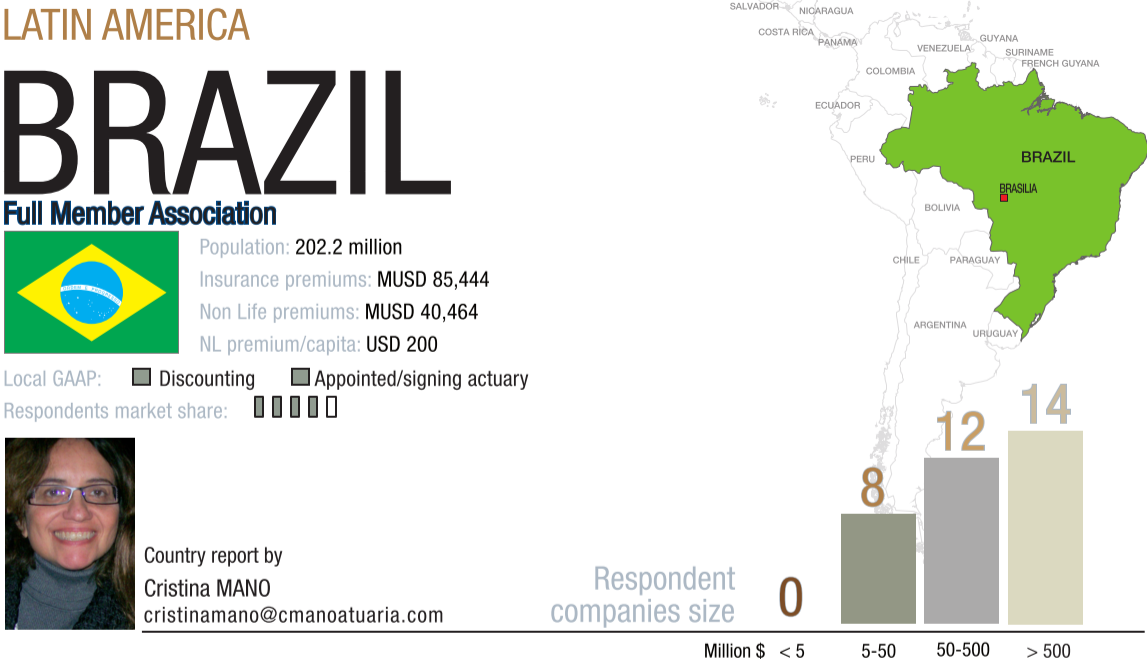 LATIN AMERICA
BRAZIL
Full Member Association
Population: 202.2 million
Insurance premiums: MUSD 85,444
Non Life premiums: MUSD 40,464
NL premium/capita: USD 200
Local GAAP: Discounting Appointed/signing actuary
Respondents market share:
Country report by
Cristina MANO
cristinamano@cmanoatuaria.com
SALVADOR
NICARAGUA
COSTA RICA
PANAMA
VENEZUELA
GUYANA
SURINAME
FRENCH GUYANA
COLOMBIA
ECUADOR
PERU
BRAZIL
BRASILIA
BOLIVIA
CHILE
PARAGUAY
ARGENTINA
URUGUAY
Respondent
companies size
0
8
12
14
Million $ < 5 5-50 50-500 > 500